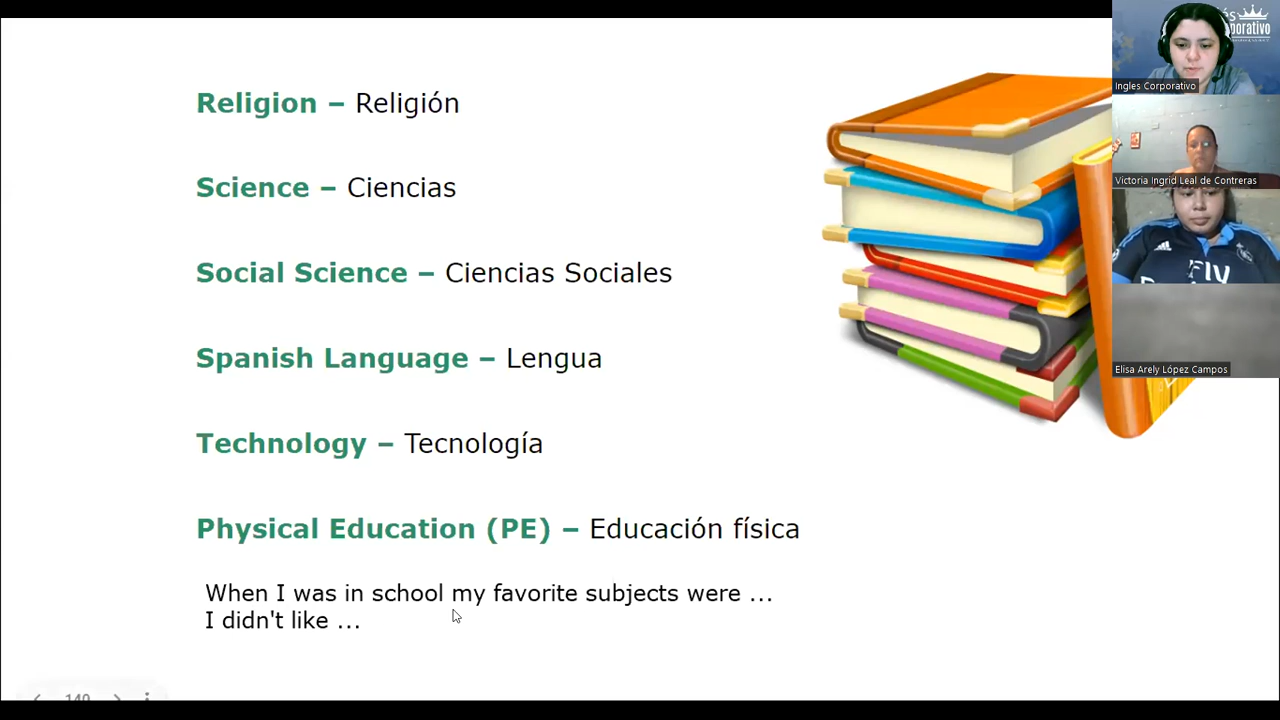 Religion – Religión
Science – Ciencias
Social Science – Ciencias Sociales
Spanish Language – Lengua
Technology – Tecnología
Physical Education (PE) – Educación física
When I was in school my favorite subjects were ...
I didn't like ...
Ingles Corporativo
Victoria Ingrid Leal de Contreras
Elisa Arely López Campos